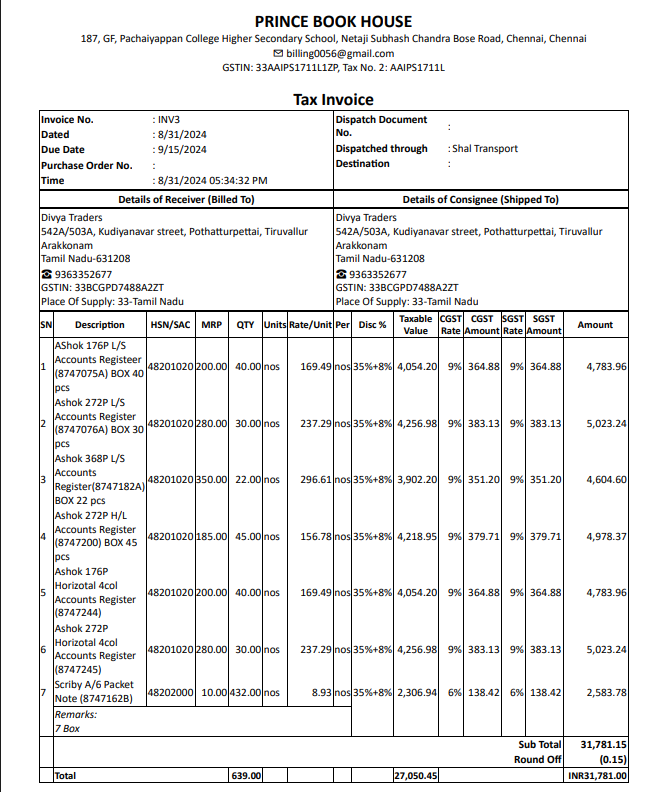 PRINCE BOOK HOUSE
187, GF, Pachaiyappan College Higher Secondary School, Netaji Subhash Chandra Bose Road, Chennai, Chennai
✉ billing0056@gmail.com
GSTIN: 33AAIPS1711L1ZP, Tax No. 2: AAIPS1711L
Tax Invoice
Invoice No. : INV3
Dated : 8/31/2024
Due Date : 9/15/2024
Purchase Order No. :
Time : 8/31/2024 05:34:32 PM
Dispatch Document
No. :
Dispatched through : Shal Transport
Destination :
Details of Receiver (Billed To)
Divya Traders
542A/503A, Kudiyanavar street, Pothatturpettai, Tiruvallur
Arakkonam
Tamil Nadu-631208
☎ 9363352677
GSTIN: 33BCGPD7488A2ZT
Place Of Supply: 33-Tamil Nadu
Details of Consignee (Shipped To)
Divya Traders
542A/503A, Kudiyanavar street, Pothatturpettai, Tiruvallur
Arakkonam
Tamil Nadu-631208
☎ 9363352677
GSTIN: 33BCGPD7488A2ZT
Place Of Supply: 33-Tamil Nadu
SN Description HSN/SAC MRP QTY Units Rate/Unit Per Disc % Taxable Value CGST Rate CGST Amount SGST Rate SGST Amount Amount
AShok 176P L/S
Accounts Registeer
1 (8747075A) BOX 40 48201020 200.00 40.00 nos 169.49 nos 35%+8% 4,054.20 9% 364.88 9% 364.88 4,783.96
pcs
Ashok 272P L/S
Accounts Register
2 (8747076A) BOX 30 48201020 280.00 30.00 nos 237.29 nos 35%+8% 4,256.98 9% 383.13 9% 383.13 5,023.24
pcs
Ashok 368P L/S
Accounts
3 Register(8747182A) 48201020 350.00 22.00 nos 296.61 nos 35%+8% 3,902.20 9% 351.20 9% 351.20 4,604.60
BOX 22 pcs
Ashok 272P H/L
Accounts Register
4 (8747200) BOX 45 48201020 185.00 45.00 nos 156.78 nos 35%+8% 4,218.95 9% 379.71 9% 379.71 4,978.37
pcs
Ashok 176P
Horizotal 4col
5 Accounts Register 48201020 200.00 40.00 nos 169.49 nos 35%+8% 4,054.20 9% 364.88 9% 364.88 4,783.96
(8747244)
Ashok 272P
Horizotal 4col
6 Accounts Register 48201020 280.00 30.00 nos 237.29 nos 35%+8% 4,256.98 9% 383.13 9% 383.13 5,023.24
(8747245)
7 Scriby A/6 Packet 48202000 10.00 432.00 nos 8.93 nos 35%+8% 2,306.94 6% 138.42 6% 138.42 2,583.78
Note (8747162B)
Remarks:
7 Box
Sub Total 31,781.15
Round Off (0.15)
Total 639.00 27,050.45 INR31,781.00